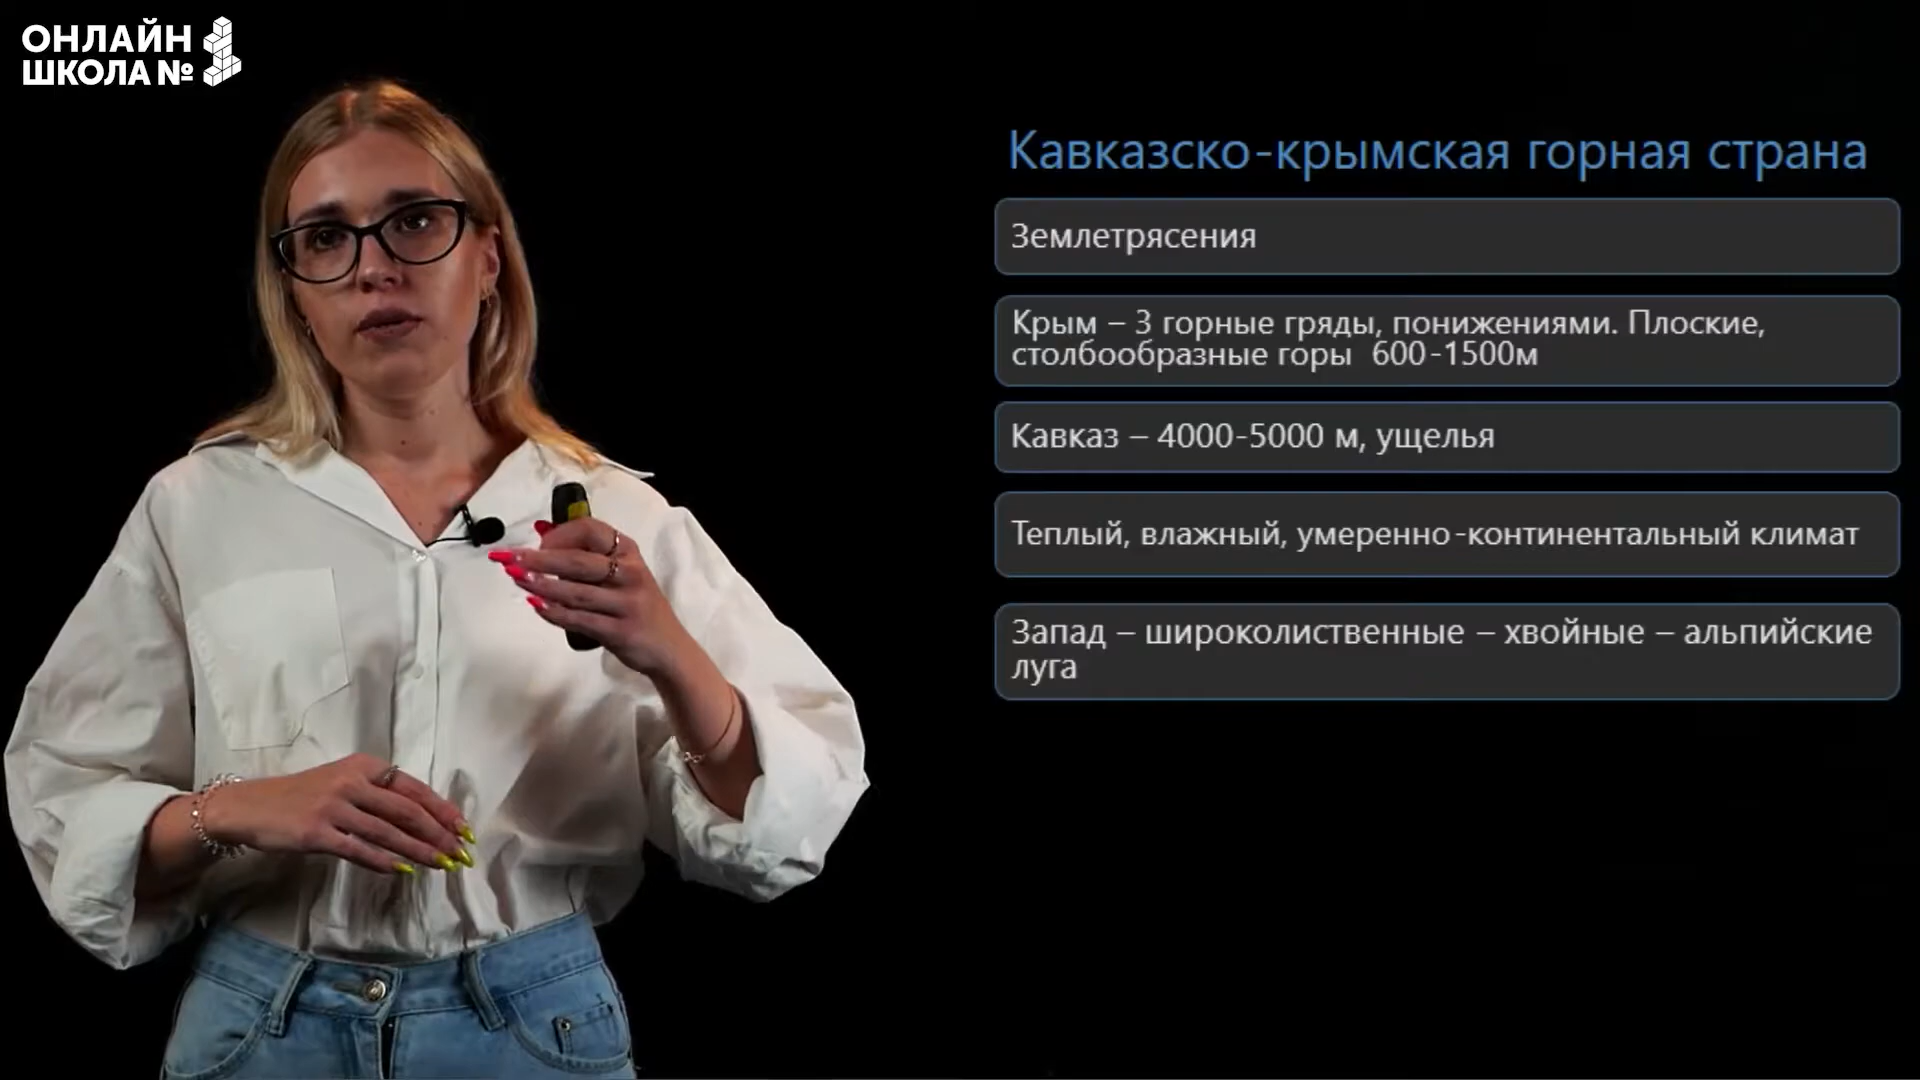 ОНЛАЙН
ШКОЛА №
Кавказско-крымская горная страна
Землетрясения
Крым – 3 горные гряды, понижениями. Плоские,
столбообразные горы 600-1500м
Кавказ – 4000-5000 м, ущелья
Теплый, влажный, умеренно-континентальный климат
Запад – широколиственные – хвойные – альпийские
луга